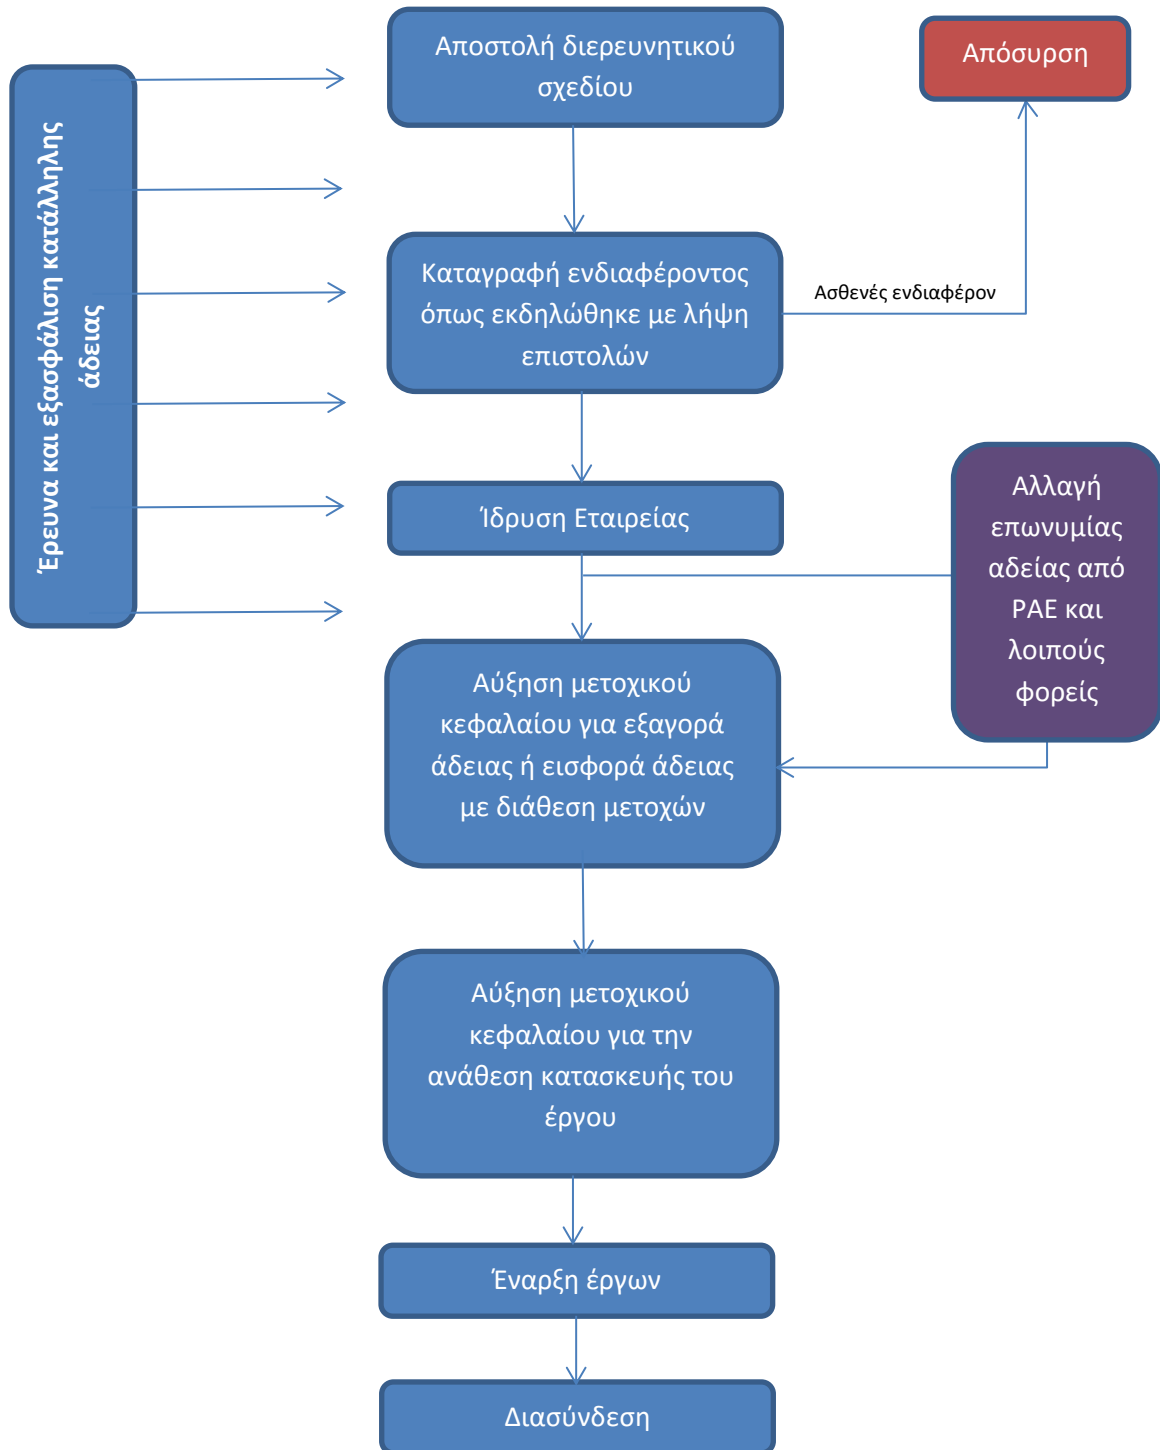 Αποστολή διερευνητικού
σχεδίου
Απόσυρση
Έρευνα και εξασφάλιση κατάλληλης
άδειας
Καταγραφή ενδιαφέροντος
όπως εκδηλώθηκε με λήψη
επιστολών
Ασθενές ενδιαφέρον
Ίδρυση Εταιρείας
Αλλαγή
επωνυμίας
αδείας από
ΡΑΕ και
λοιπούς
φορείς
Αύξηση μετοχικού
κεφαλαίου για εξαγορά
άδειας ή εισφορά άδειας
με διάθεση μετοχών
Αύξηση μετοχικού
κεφαλαίου για την
ανάθεση κατασκευής του
έργου
Έναρξη έργων
Διασύνδεση